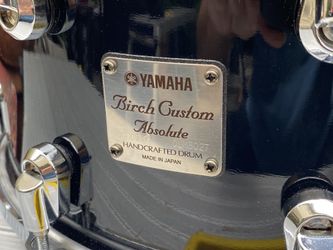 YAMAHA
Birch Custom
Absolute
HANDCRAFTED DRUM
MADE IN JAPAN